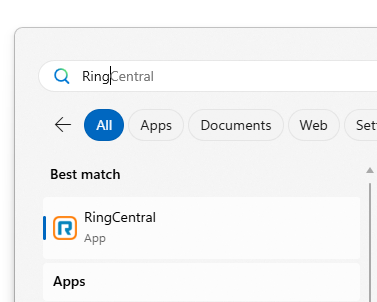 RingCentral
All Apps Documents Web
Best match
RingCentral
App
Apps